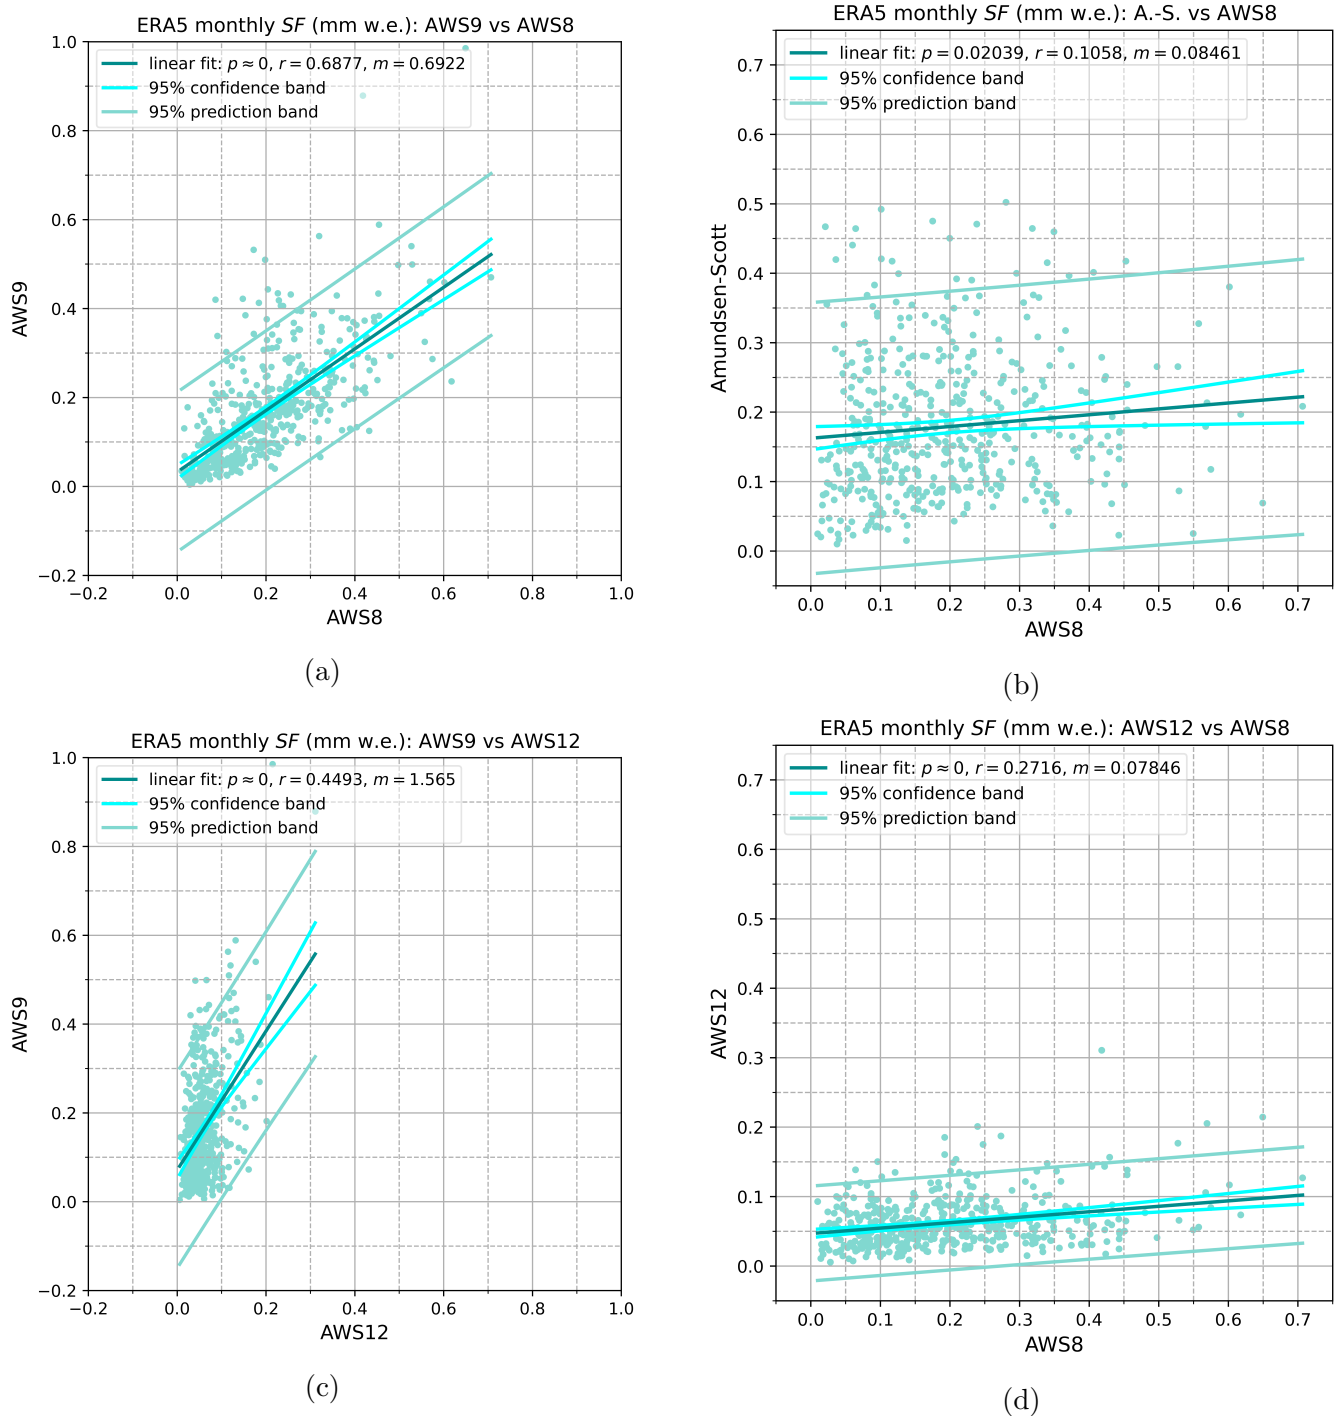 ERA5 monthly SF (mm w.e.): AWS9 vs AWS8
linear fit: p ≈ 0, r = 0.6877, m = 0.6922
95% confidence band
95% prediction band
1.0
0.8
0.6
0.4
0.2
0.0
−0.2
AWS9
−0.2 0.0 0.2 0.4 0.6 0.8 1.0
AWS8
(a)
ERA5 monthly SF (mm w.e.): A.-S. vs AWS8
linear fit: p = 0.02039, r = 0.1058, m = 0.08461
95% confidence band
95% prediction band
0.7
0.6
0.5
0.4
0.3
0.2
0.1
0.0
Amundsen-Scott
0.0 0.1 0.2 0.3 0.4 0.5 0.6 0.7
AWS8
(b)
ERA5 monthly SF (mm w.e.): AWS9 vs AWS12
linear fit: p ≈ 0, r = 0.4493, m = 1.565
95% confidence band
95% prediction band
1.0
0.8
0.6
0.4
0.2
0.0
−0.2
AWS9
−0.2 0.0 0.2 0.4 0.6 0.8 1.0
AWS12
(c)
ERA5 monthly SF (mm w.e.): AWS12 vs AWS8
linear fit: p ≈ 0, r = 0.2716, m = 0.07846
95% confidence band
95% prediction band
0.7
0.6
0.5
0.4
0.3
0.2
0.1
0.0
AWS12
0.0 0.1 0.2 0.3 0.4 0.5 0.6 0.7
AWS8
(d)